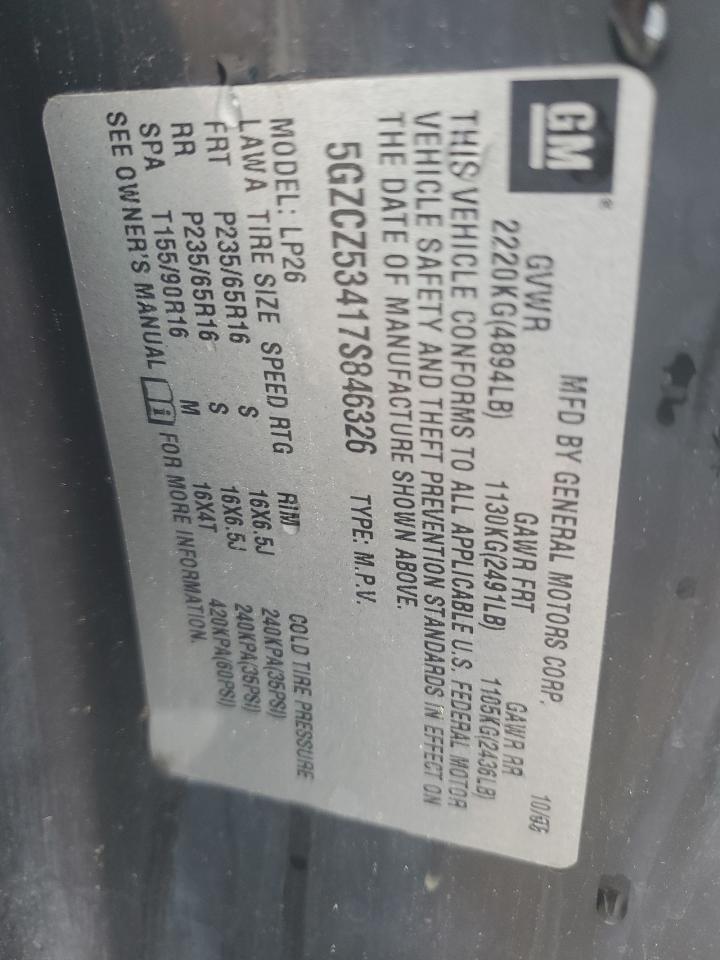 GM®
MFD BY GENERAL MOTORS CORP.
GVWR GAWR FRT GAWR RR
2220KG(4894LB) 1130KG(2491LB) 1105KG(2436LB)
THIS VEHICLE CONFORMS TO ALL APPLICABLE U.S. FEDERAL MOTOR
VEHICLE SAFETY AND THEFT PREVENTION STANDARDS IN EFFECT ON
THE DATE OF MANUFACTURE SHOWN ABOVE.
5GZCZ53417S846326 TYPE: M.P.V.
MODEL: LP26
LAWA TIRE SIZE SPEED RTG RIM COLD TIRE PRESSURE
FRT P235/65R16 S 16X6.5J 240KPA(35PSI)
RR P235/65R16 S 16X6.5J 240KPA(35PSI)
SPA T155/90R16 M 16X4T 420KPA(60PSI)
SEE OWNER'S MANUAL FOR MORE INFORMATION.